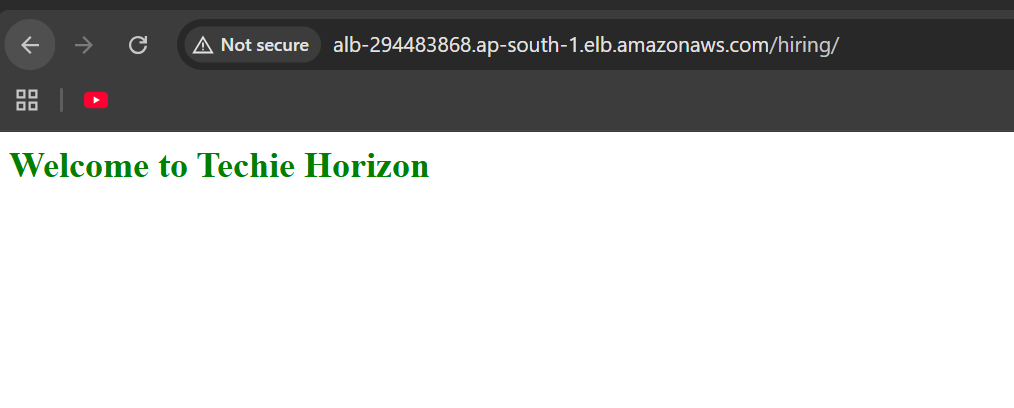 Not secure alb-294483868.ap-south-1.elb.amazonaws.com/hiring/
Welcome to Techie Horizon